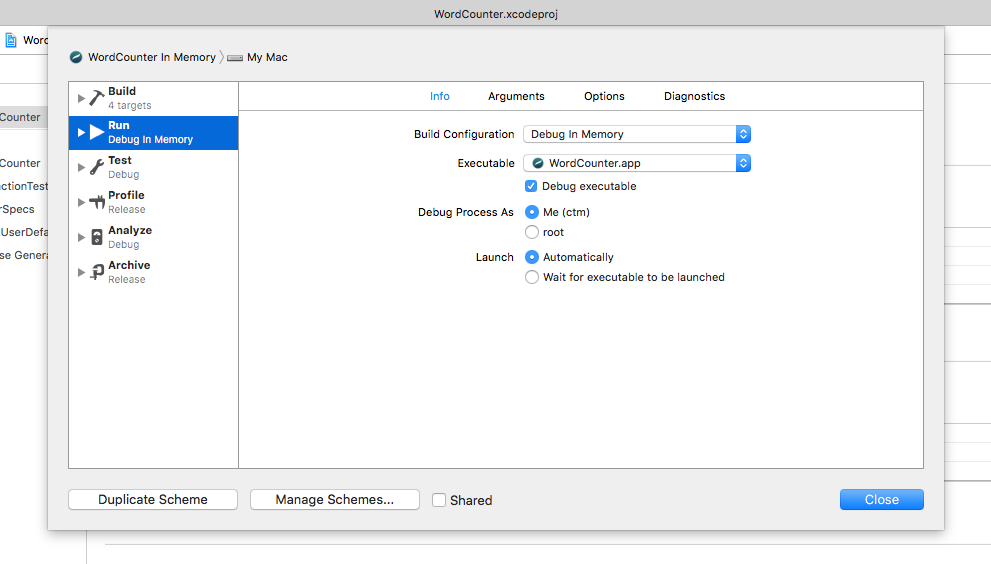 WordCounter.xcodeproj
Word
WordCounter In Memory
My Mac
Build
4 targets
Run
Debug In Memory
Test
Debug
Profile
Release
Analyze
Debug
Archive
Release
Info Arguments Options Diagnostics
Build Configuration Debug In Memory
Executable WordCounter.app
Debug executable
Debug Process As Me (ctm)
root
Launch Automatically
Wait for executable to be launched
Counter
Counter
ctionTest
rSpecs
UserDefa
se Genera
Duplicate Scheme Manage Schemes... Shared Close